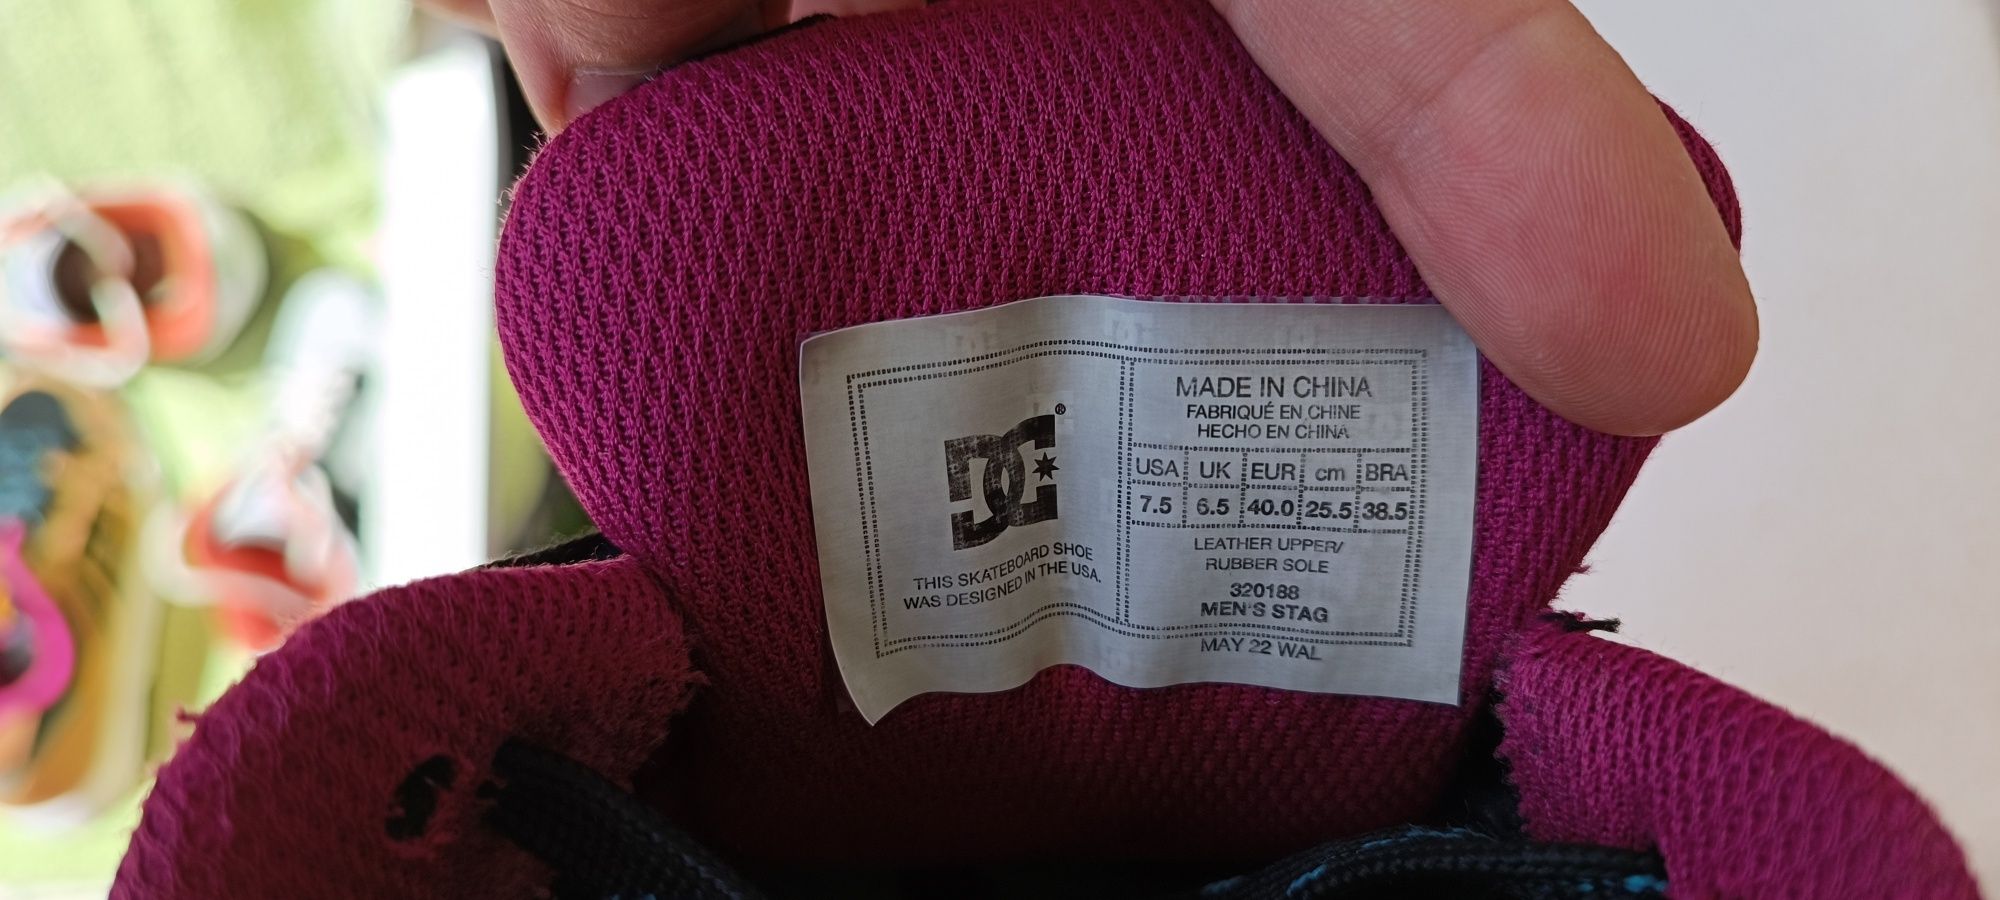 DC®
THIS SKATEBOARD SHOE
WAS DESIGNED IN THE USA.
MADE IN CHINA
FABRIQUÉ EN CHINE
HECHO EN CHINA
USA UK EUR cm BRA
7.5 6.5 40.0 25.5 38.5
LEATHER UPPER/
RUBBER SOLE
320188
MEN'S STAG
MAY 22 WAL